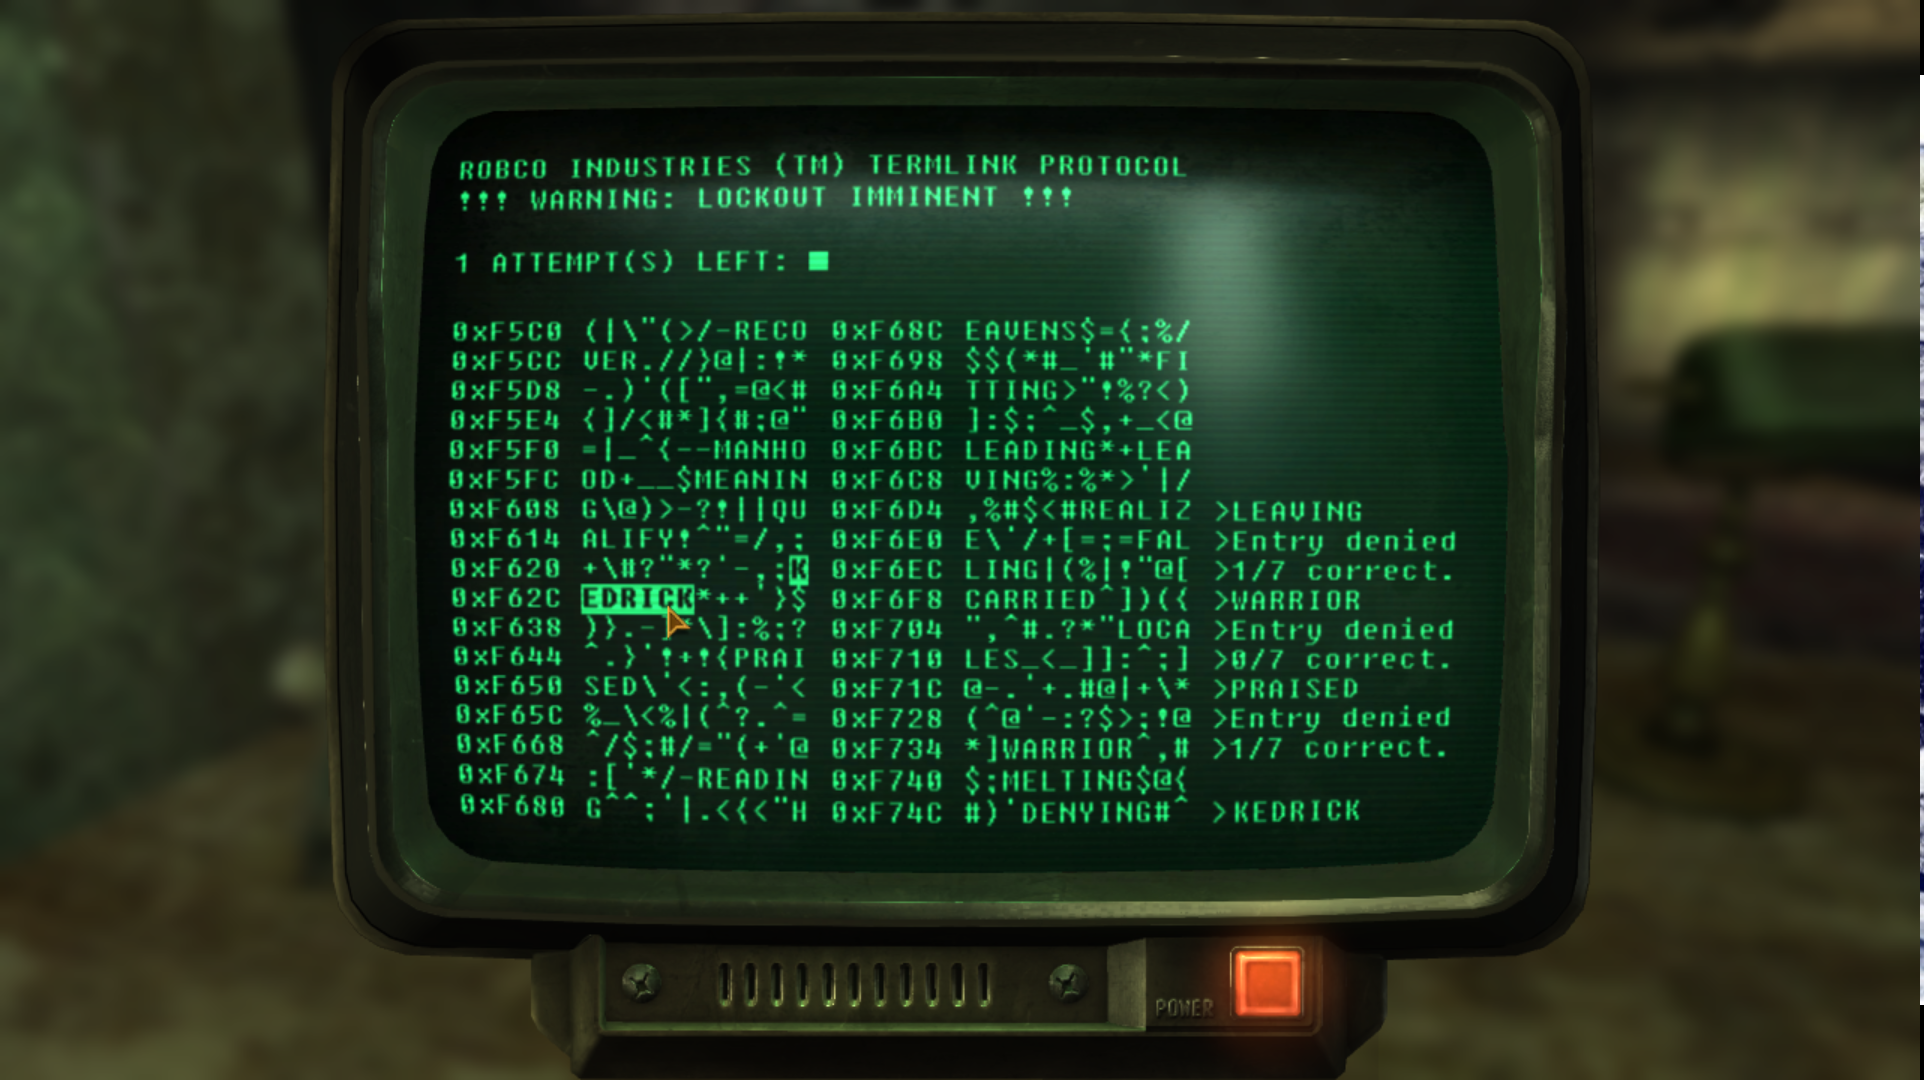 ROBCO INDUSTRIES (TM) TERMLINK PROTOCOL
!!! WARNING: LOCKOUT IMMINENT !!!
1 ATTEMPT(S) LEFT: ■
0xF5C0 (|\"(>/-RECO 0xF68C EAVENS$={;%/
0xF5CC VER.//}@|:!* 0xF698 $$(*#_'#"*FI
0xF5D8 -.)'([",=@<# 0xF6A4 TTING>"!%?<)
0xF5E4 {]/<#*]{#;@" 0xF6B0 ]:$;^_$,+_<@
0xF5F0 =|_^{--MANHO 0xF6BC LEADING*+LEA
0xF5FC OD+__$MEANIN 0xF6C8 VING%:%*>'|/
0xF608 G\@)>-?!||QU 0xF6D4 ,%#$<#REALIZ >LEAVING
0xF614 ALIFY!^"=/,; 0xF6E0 E\'/+[=;=FAL >Entry denied
0xF620 +\#?"*?'-,;K 0xF6EC LING|(%|!"@[ >1/7 correct.
0xF62C EDRICK*++'}$ 0xF6F8 CARRIED^])({ >WARRIOR
0xF638 )}.-]*\]:%;? 0xF704 ",^#.?*"LOCA >Entry denied
0xF644 ^.}'!+!{PRAI 0xF710 LES_<_]]:^;] >0/7 correct.
0xF650 SED\'<:,(-'< 0xF71C @-.'+.#@|+\* >PRAISED
0xF65C %_\<%|(^?.^= 0xF728 (^@'-:?$>;!@ >Entry denied
0xF668 ^/$;#/="(+'@ 0xF734 *]WARRIOR^,# >1/7 correct.
0xF674 :['*/-READIN 0xF740 $;MELTING$@{
0xF680 G^^;'|.<{<"H 0xF74C #)'DENYING#^ >KEDRICK
POWER